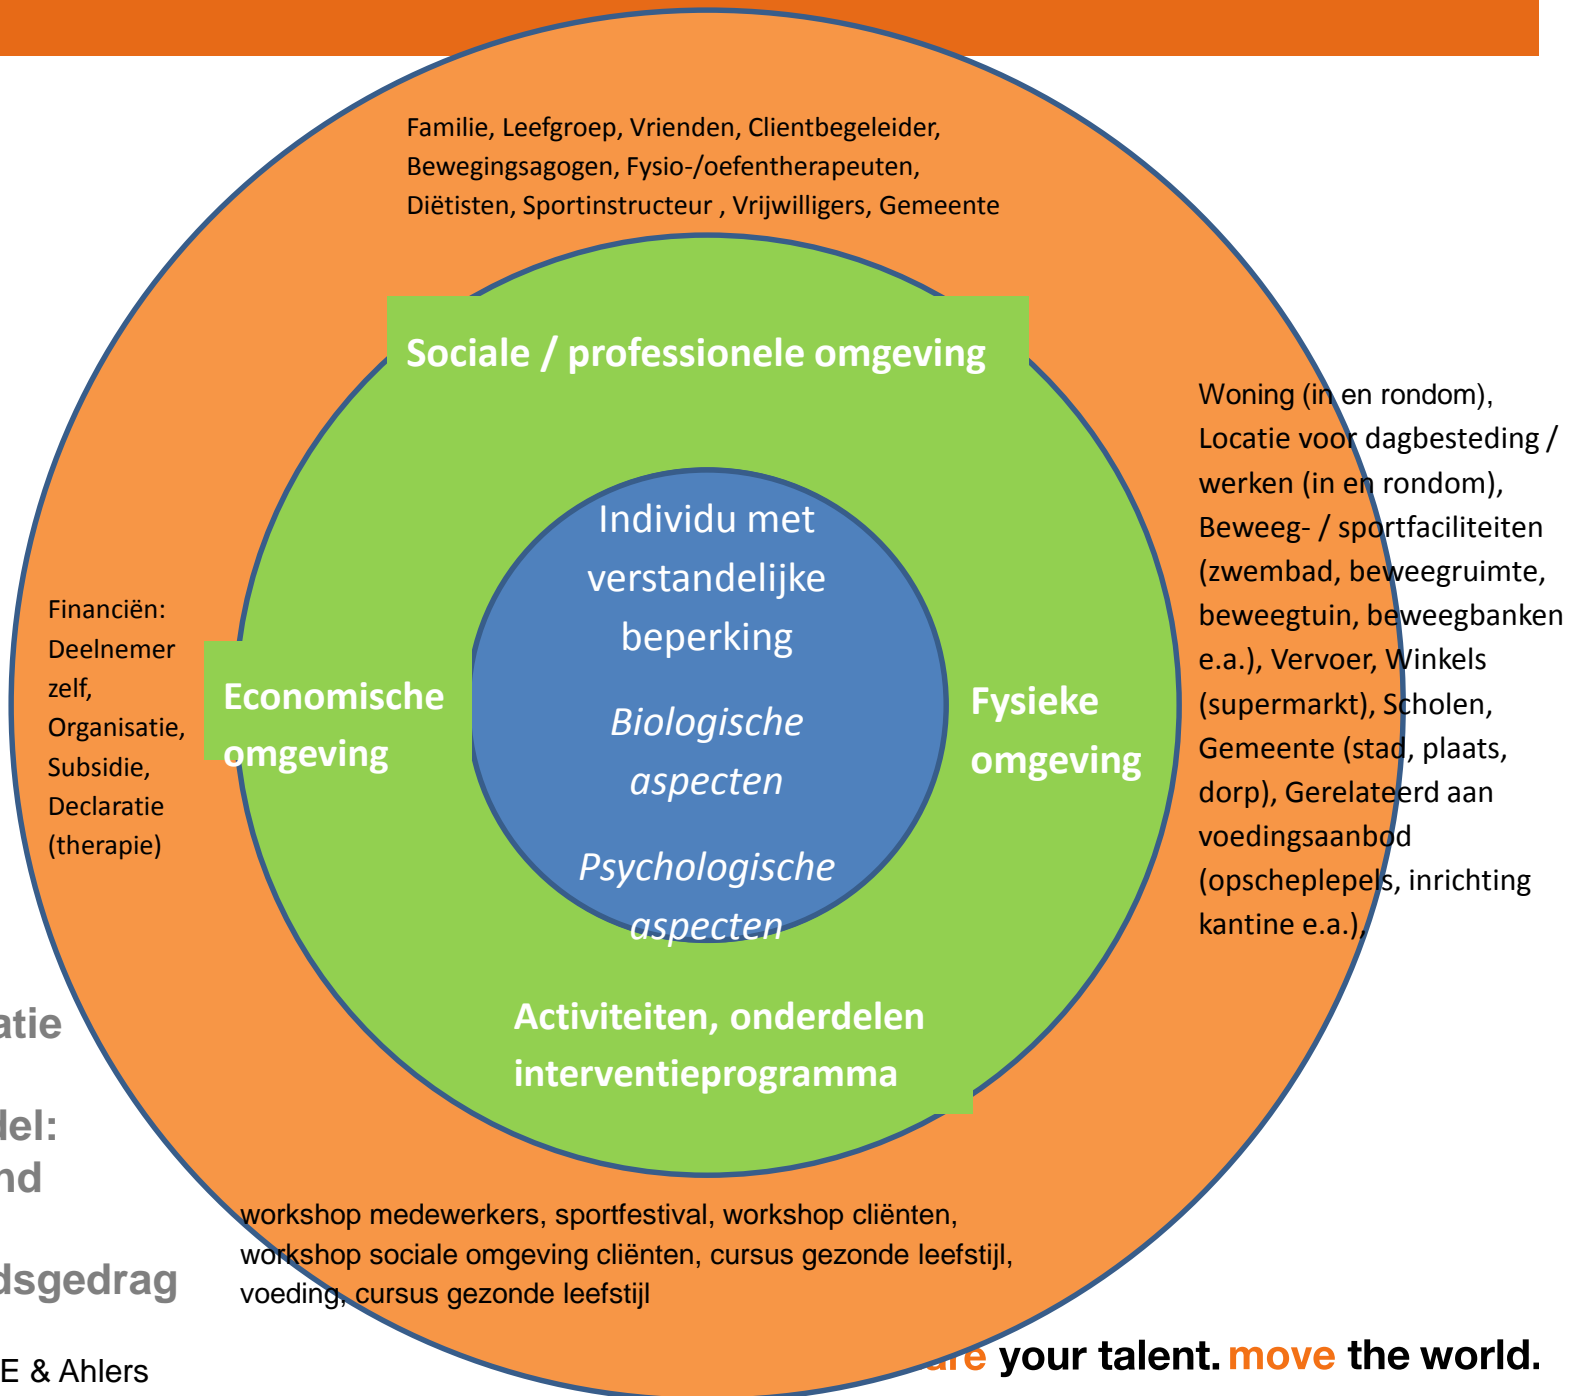 Familie, Leefgroep, Vrienden, Clientbegeleider,
Bewegingsagogen, Fysio-/oefentherapeuten,
Diëtisten, Sportinstructeur , Vrijwilligers, Gemeente
Sociale / professionele omgeving
Woning (in en rondom),
Locatie voor dagbesteding /
werken (in en rondom),
Beweeg- / sportfaciliteiten
(zwembad, beweegruimte,
beweegtuin, beweegbanken
e.a.), Vervoer, Winkels
(supermarkt), Scholen,
Gemeente (stad, plaats,
dorp), Gerelateerd aan
voedingsaanbod
(opscheplepels, inrichting
kantine e.a.),
Individu met
verstandelijke
beperking
Biologische
aspecten
Psychologische
aspecten
Financiën:
Deelnemer
zelf,
Organisatie,
Subsidie,
Declaratie
(therapie)
Economische
omgeving
Fysieke
omgeving
Activiteiten, onderdelen
interventieprogramma
atie
del:
nd
dsgedrag
workshop medewerkers, sportfestival, workshop cliënten,
workshop sociale omgeving cliënten, cursus gezonde leefstijl,
voeding, cursus gezonde leefstijl
E & Ahlers
are your talent. move the world.